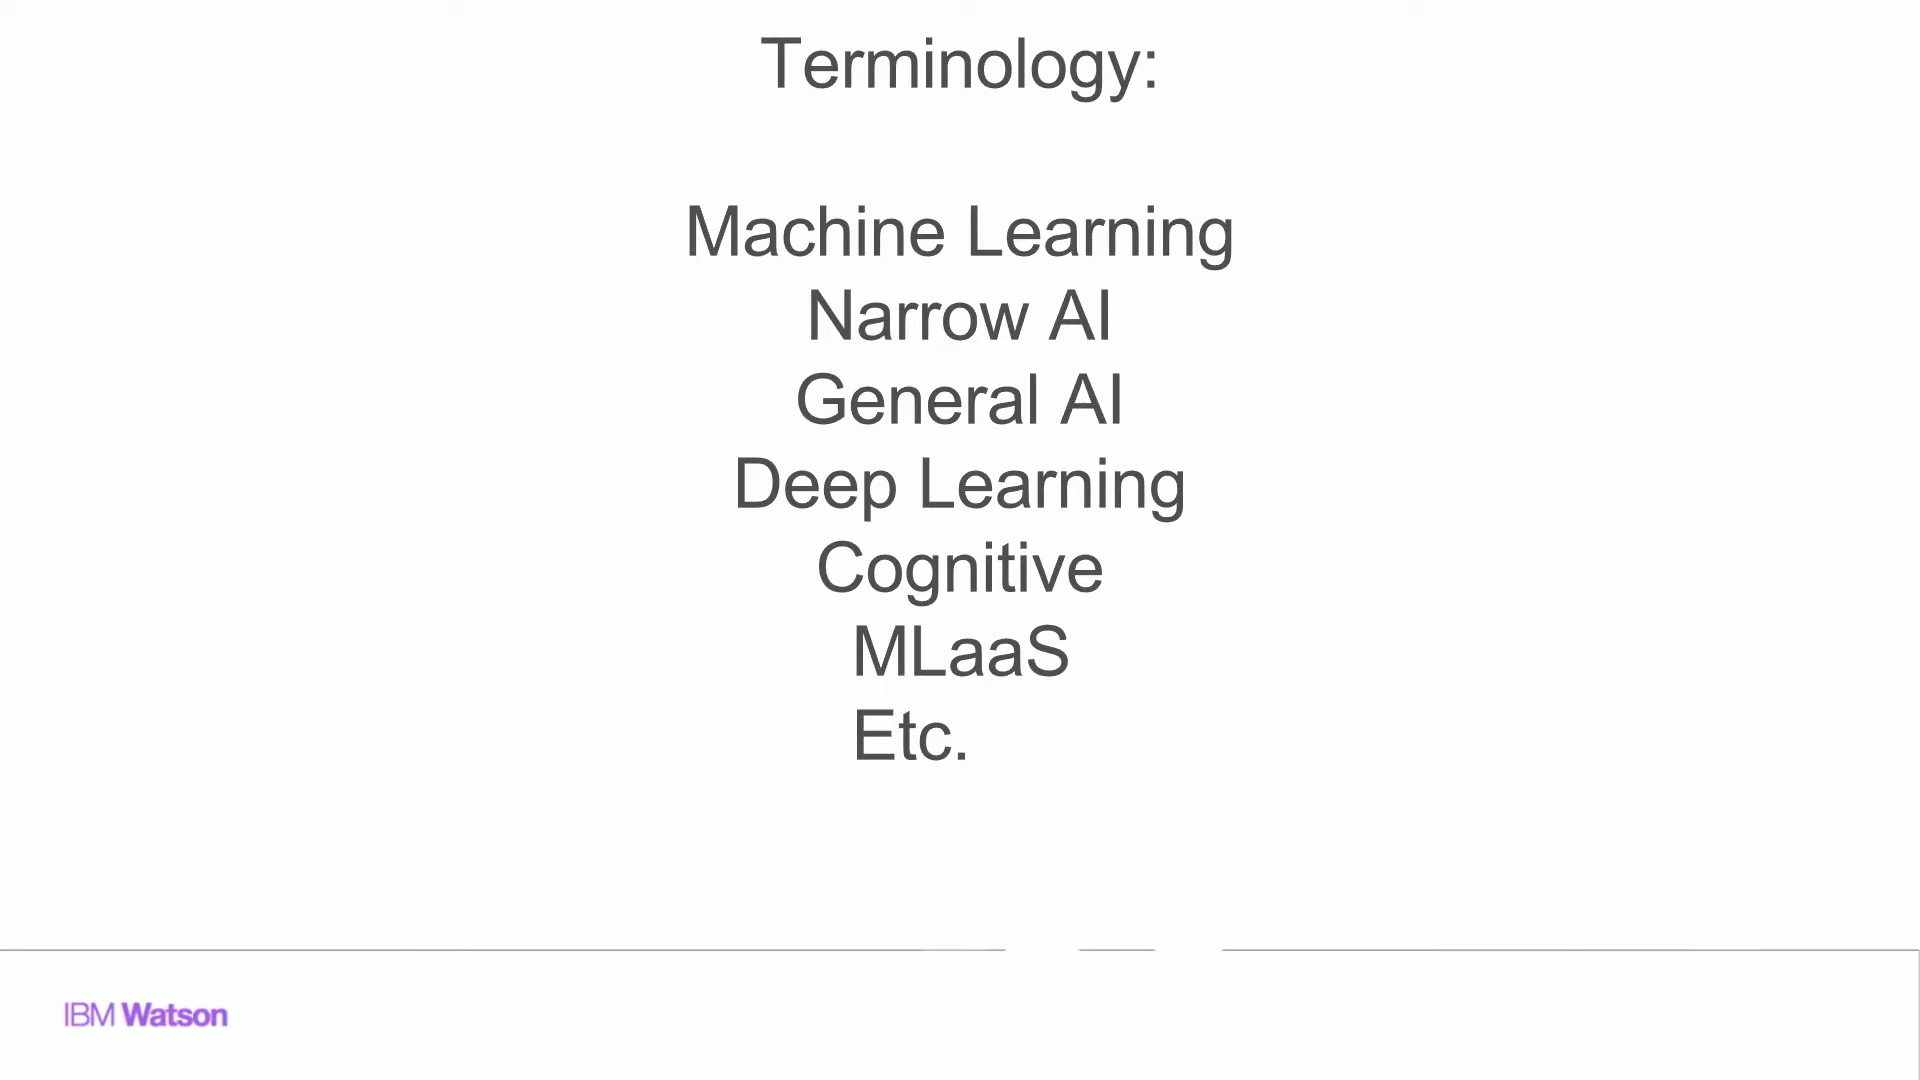 Terminology:
Machine Learning
Narrow AI
General AI
Deep Learning
Cognitive
MLaaS
Etc.
IBM Watson